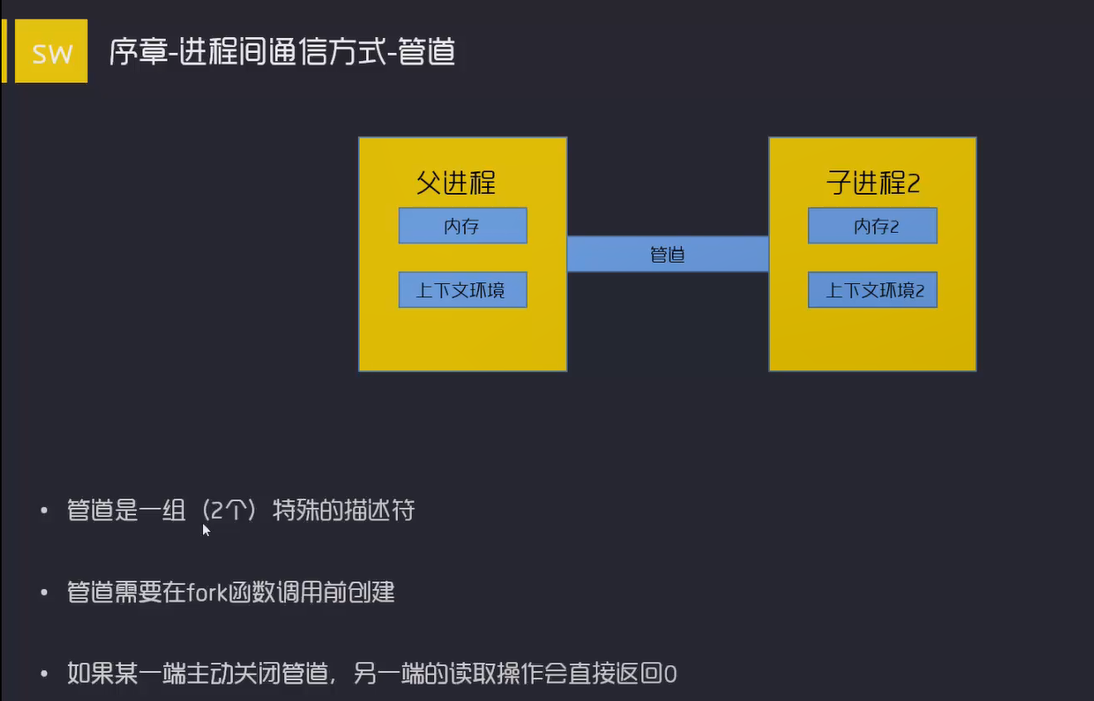 SW
序章-进程间通信方式-管道
父进程
内存
上下文环境
管道
子进程2
内存2
上下文环境2
• 管道是一组（2个）特殊的描述符
• 管道需要在fork函数调用前创建
• 如果某一端主动关闭管道，另一端的读取操作会直接返回0